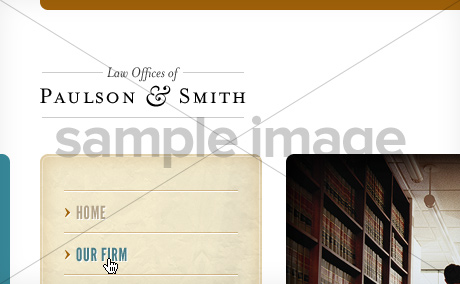 Law Offices of
PAULSON & SMITH
sample image
HOME
OUR FIRM